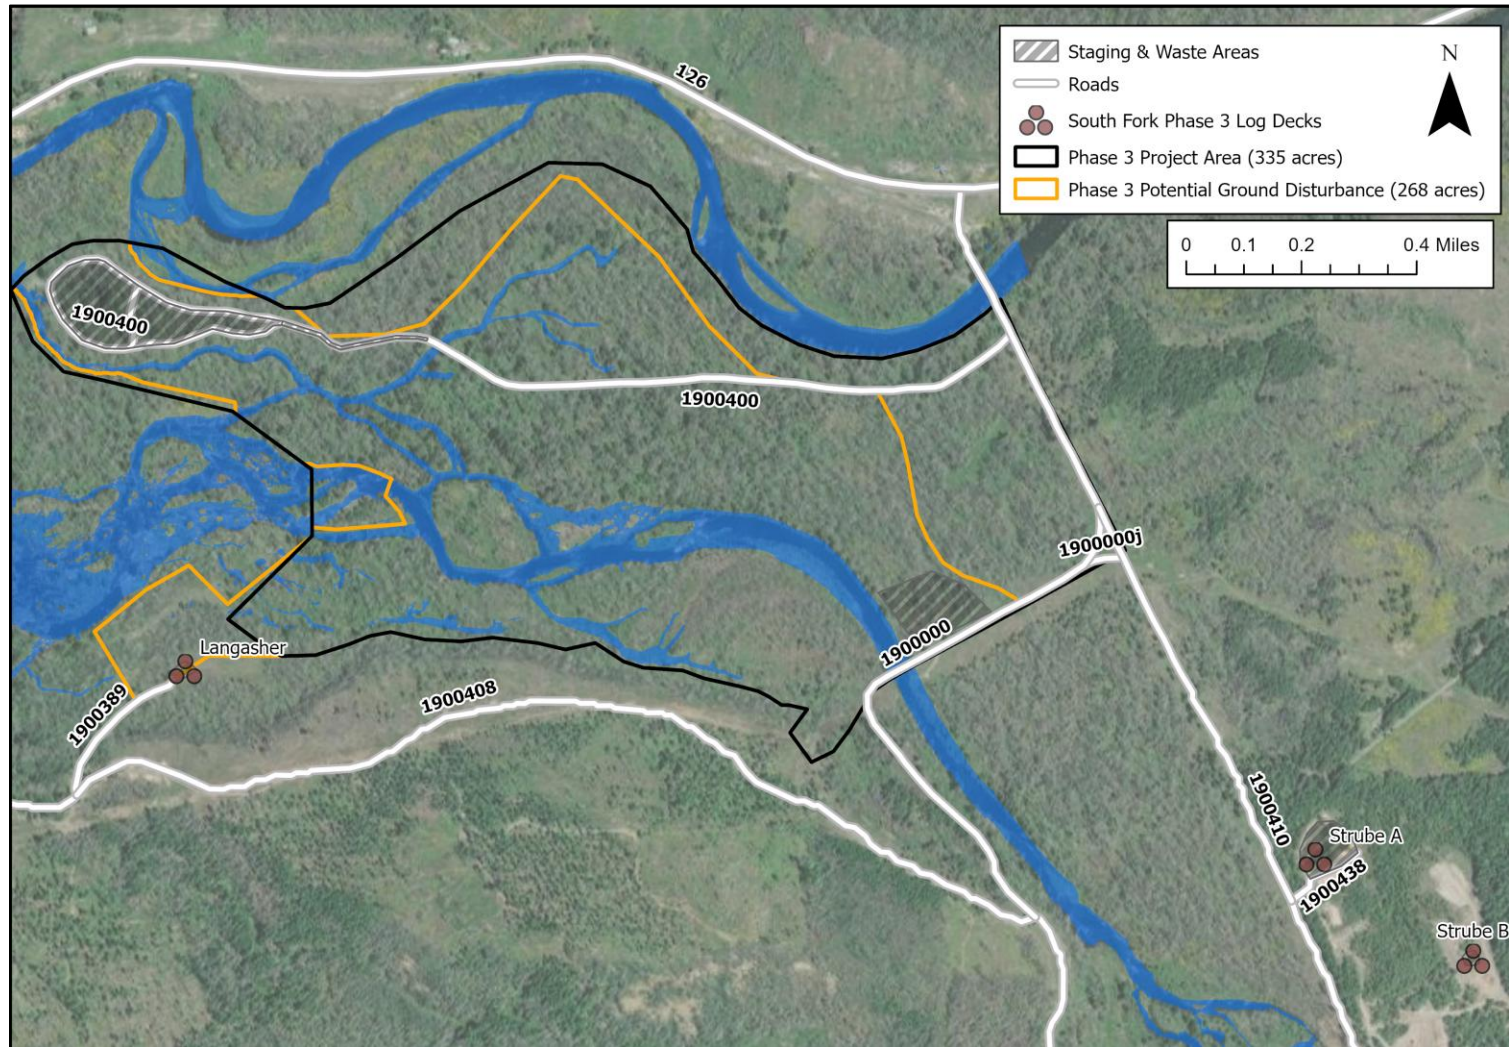 Staging & Waste Areas
Roads
South Fork Phase 3 Log Decks
Phase 3 Project Area (335 acres)
Phase 3 Potential Ground Disturbance (268 acres)
N
0 0.1 0.2 0.4 Miles
126
1900400
1900400
1900000j
1900000
Langasher
1900389
1900408
1900410
Strube A
1900438
Strube B